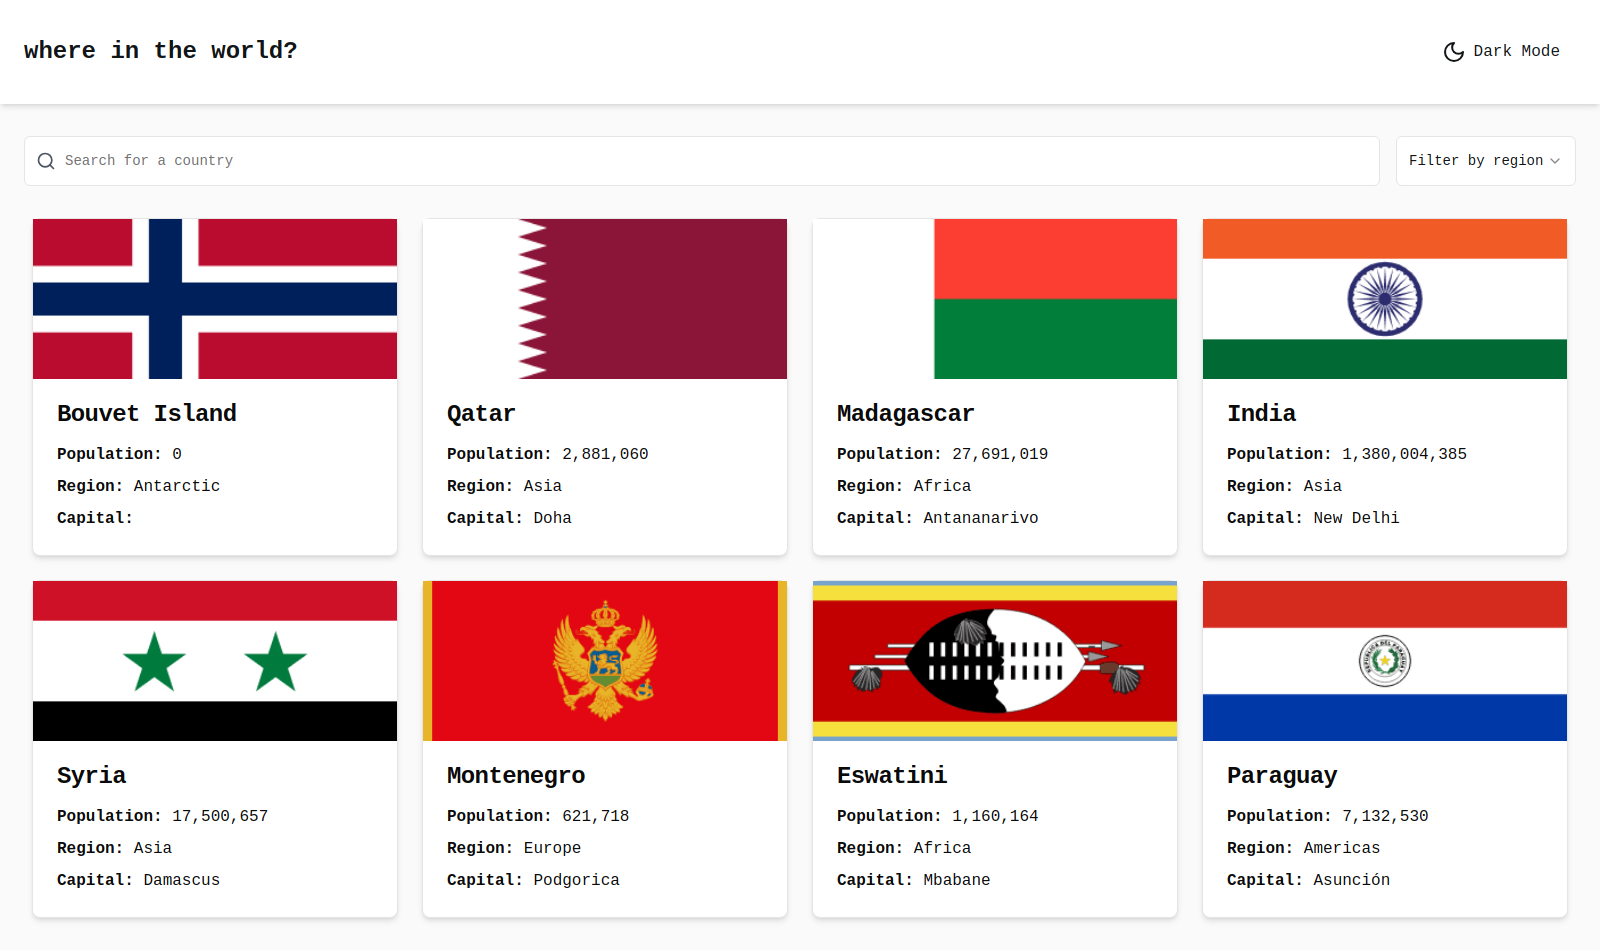 where in the world?
Dark Mode
Search for a country
Filter by region
Bouvet Island
Population: 0
Region: Antarctic
Capital:
Qatar
Population: 2,881,060
Region: Asia
Capital: Doha
Madagascar
Population: 27,691,019
Region: Africa
Capital: Antananarivo
India
Population: 1,380,004,385
Region: Asia
Capital: New Delhi
REPUBLICA DEL PARAGUAY
Syria
Population: 17,500,657
Region: Asia
Capital: Damascus
Montenegro
Population: 621,718
Region: Europe
Capital: Podgorica
Eswatini
Population: 1,160,164
Region: Africa
Capital: Mbabane
Paraguay
Population: 7,132,530
Region: Americas
Capital: Asunción